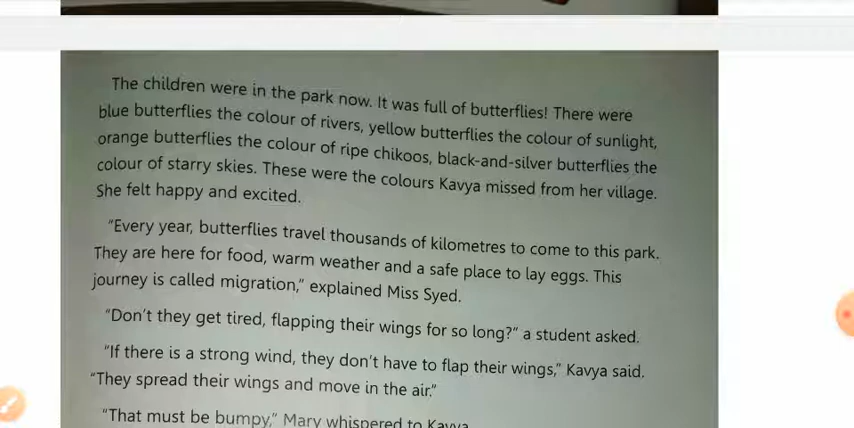 The children were in the park now. It was full of butterflies! There were
blue butterflies the colour of rivers, yellow butterflies the colour of sunlight,
orange butterflies the colour of ripe chikoos, black-and-silver butterflies the
colour of starry skies. These were the colours Kavya missed from her village.
She felt happy and excited.
“Every year, butterflies travel thousands of kilometres to come to this park.
They are here for food, warm weather and a safe place to lay eggs. This
journey is called migration,” explained Miss Syed.
“Don’t they get tired, flapping their wings for so long?” a student asked.
“If there is a strong wind, they don’t have to flap their wings,” Kavya said.
“They spread their wings and move in the air.”
“That must be bumpy,” Mary whispered to Kavya.